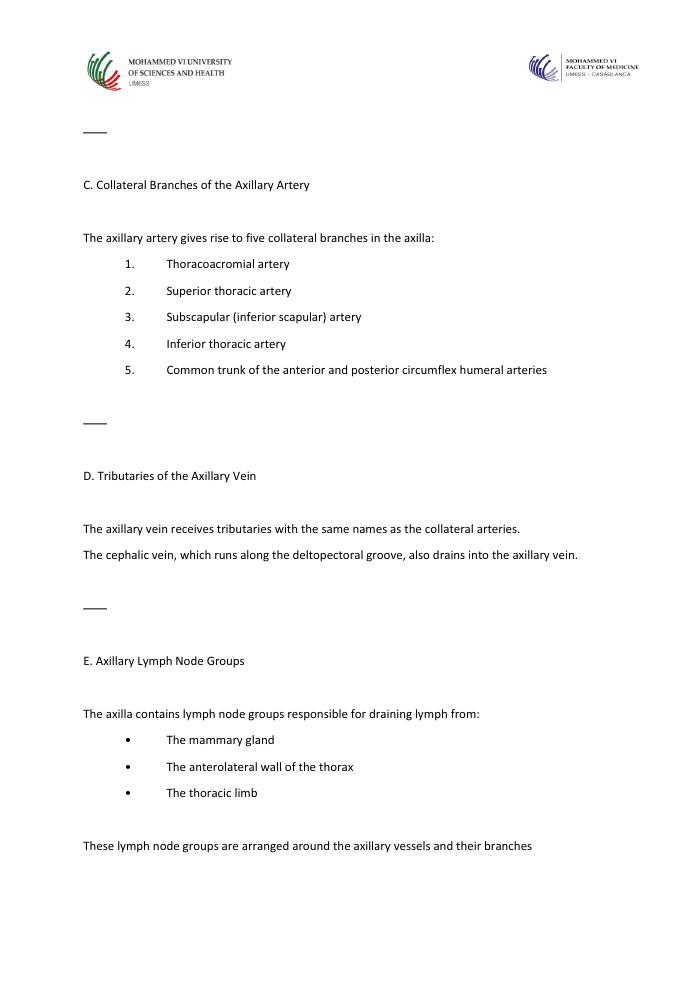 MOHAMMED VI UNIVERSITY
OF SCIENCES AND HEALTH
UM6SS
MOHAMMED VI
FACULTY OF MEDICINE
UM6SS - CASABLANCA
C. Collateral Branches of the Axillary Artery
The axillary artery gives rise to five collateral branches in the axilla:
1. Thoracoacromial artery
2. Superior thoracic artery
3. Subscapular (inferior scapular) artery
4. Inferior thoracic artery
5. Common trunk of the anterior and posterior circumflex humeral arteries
D. Tributaries of the Axillary Vein
The axillary vein receives tributaries with the same names as the collateral arteries.
The cephalic vein, which runs along the deltopectoral groove, also drains into the axillary vein.
E. Axillary Lymph Node Groups
The axilla contains lymph node groups responsible for draining lymph from:
• The mammary gland
• The anterolateral wall of the thorax
• The thoracic limb
These lymph node groups are arranged around the axillary vessels and their branches